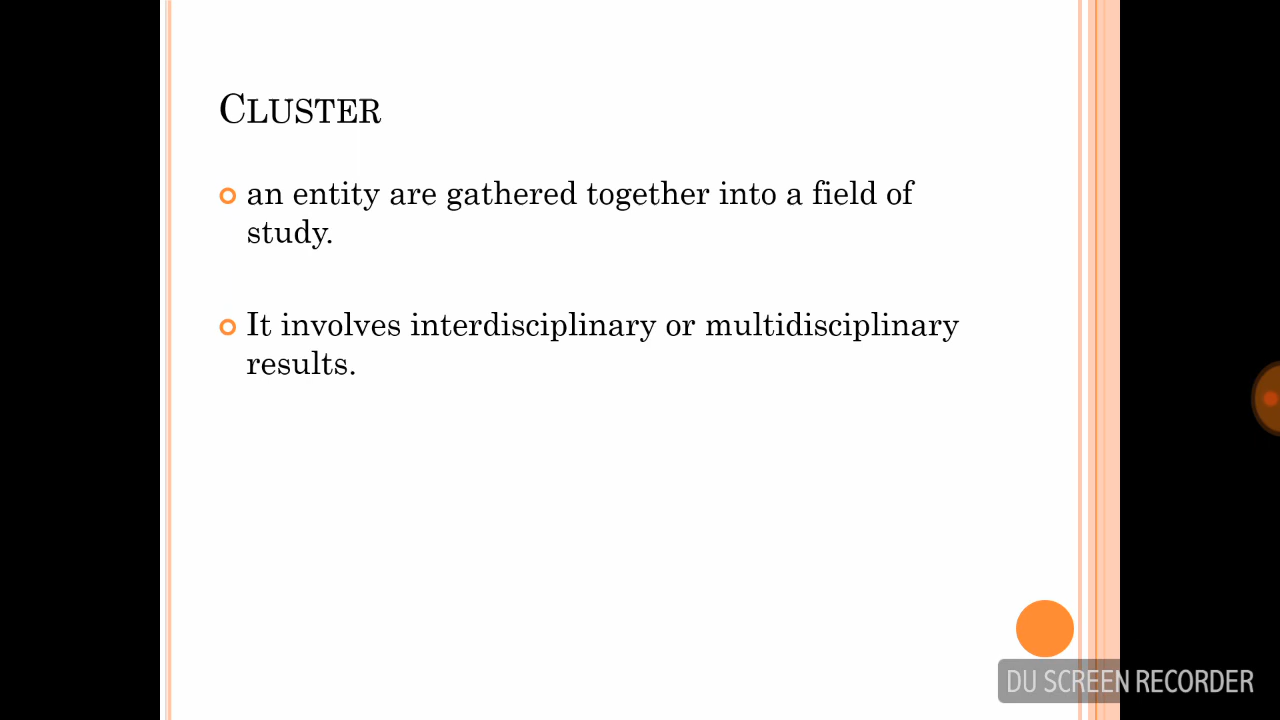 CLUSTER
an entity are gathered together into a field of
study.
It involves interdisciplinary or multidisciplinary
results.
DU SCREEN RECORDER